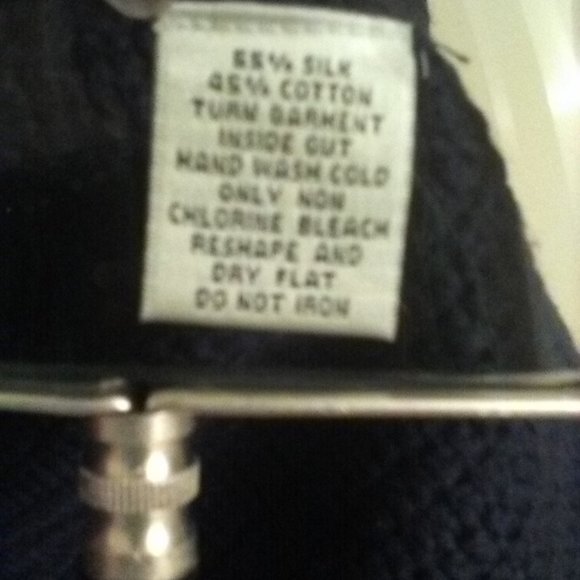 55% SILK
45% COTTON
TURN GARMENT
INSIDE OUT
HAND WASH COLD
ONLY NON
CHLORINE BLEACH
RESHAPE AND
DRY FLAT
DO NOT IRON